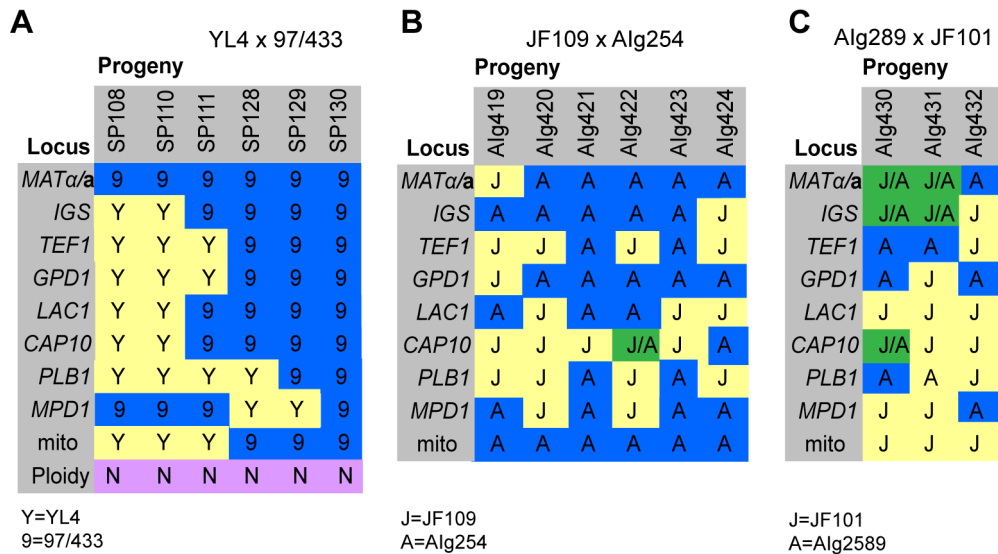 A
YL4 x 97/433
Progeny
Locus SP108 SP110 SP111 SP128 SP129 SP130
MATα/a 9 9 9 9 9 9
IGS Y Y 9 9 9 9
TEF1 Y Y Y 9 9 9
GPD1 Y Y Y 9 9 9
LAC1 Y Y 9 9 9 9
CAP10 Y Y 9 9 9 9
PLB1 Y Y Y Y 9 9
MPD1 9 9 9 Y Y 9
mito Y Y Y 9 9 9
Ploidy N N N N N N
Y=YL4
9=97/433
B
JF109 x Alg254
Progeny
Locus Alg419 Alg420 Alg421 Alg422 Alg423 Alg424
MATα/a J A A A A A
IGS A A A A A J
TEF1 J J A J A J
GPD1 J A A A A A
LAC1 A J A A J J
CAP10 J J J J/A J A
PLB1 J J A J A J
MPD1 A J A J A A
mito A A A A A A
J=JF109
A=Alg254
C
Alg289 x JF101
Progeny
Locus Alg430 Alg431 Alg432
MATα/a J/A J/A A
IGS J/A J/A J
TEF1 A A J
GPD1 A J A
LAC1 J J J
CAP10 J/A J J
PLB1 A A J
MPD1 J J A
mito J J J
J=JF101
A=Alg2589